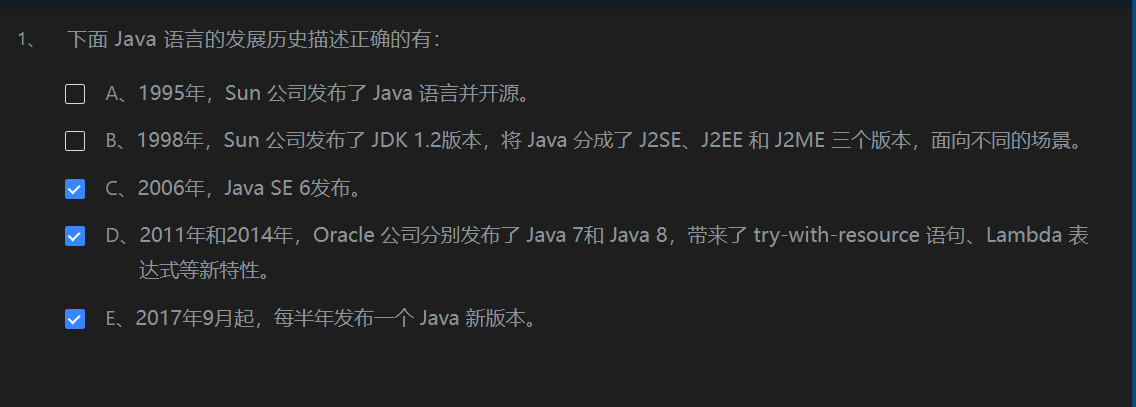 1、 下面 Java 语言的发展历史描述正确的有：
A、1995年，Sun 公司发布了 Java 语言并开源。
B、1998年，Sun 公司发布了 JDK 1.2版本，将 Java 分成了 J2SE、J2EE 和 J2ME 三个版本，面向不同的场景。
C、2006年，Java SE 6发布。
D、2011年和2014年，Oracle 公司分别发布了 Java 7和 Java 8，带来了 try-with-resource 语句、Lambda 表
达式等新特性。
E、2017年9月起，每半年发布一个 Java 新版本。